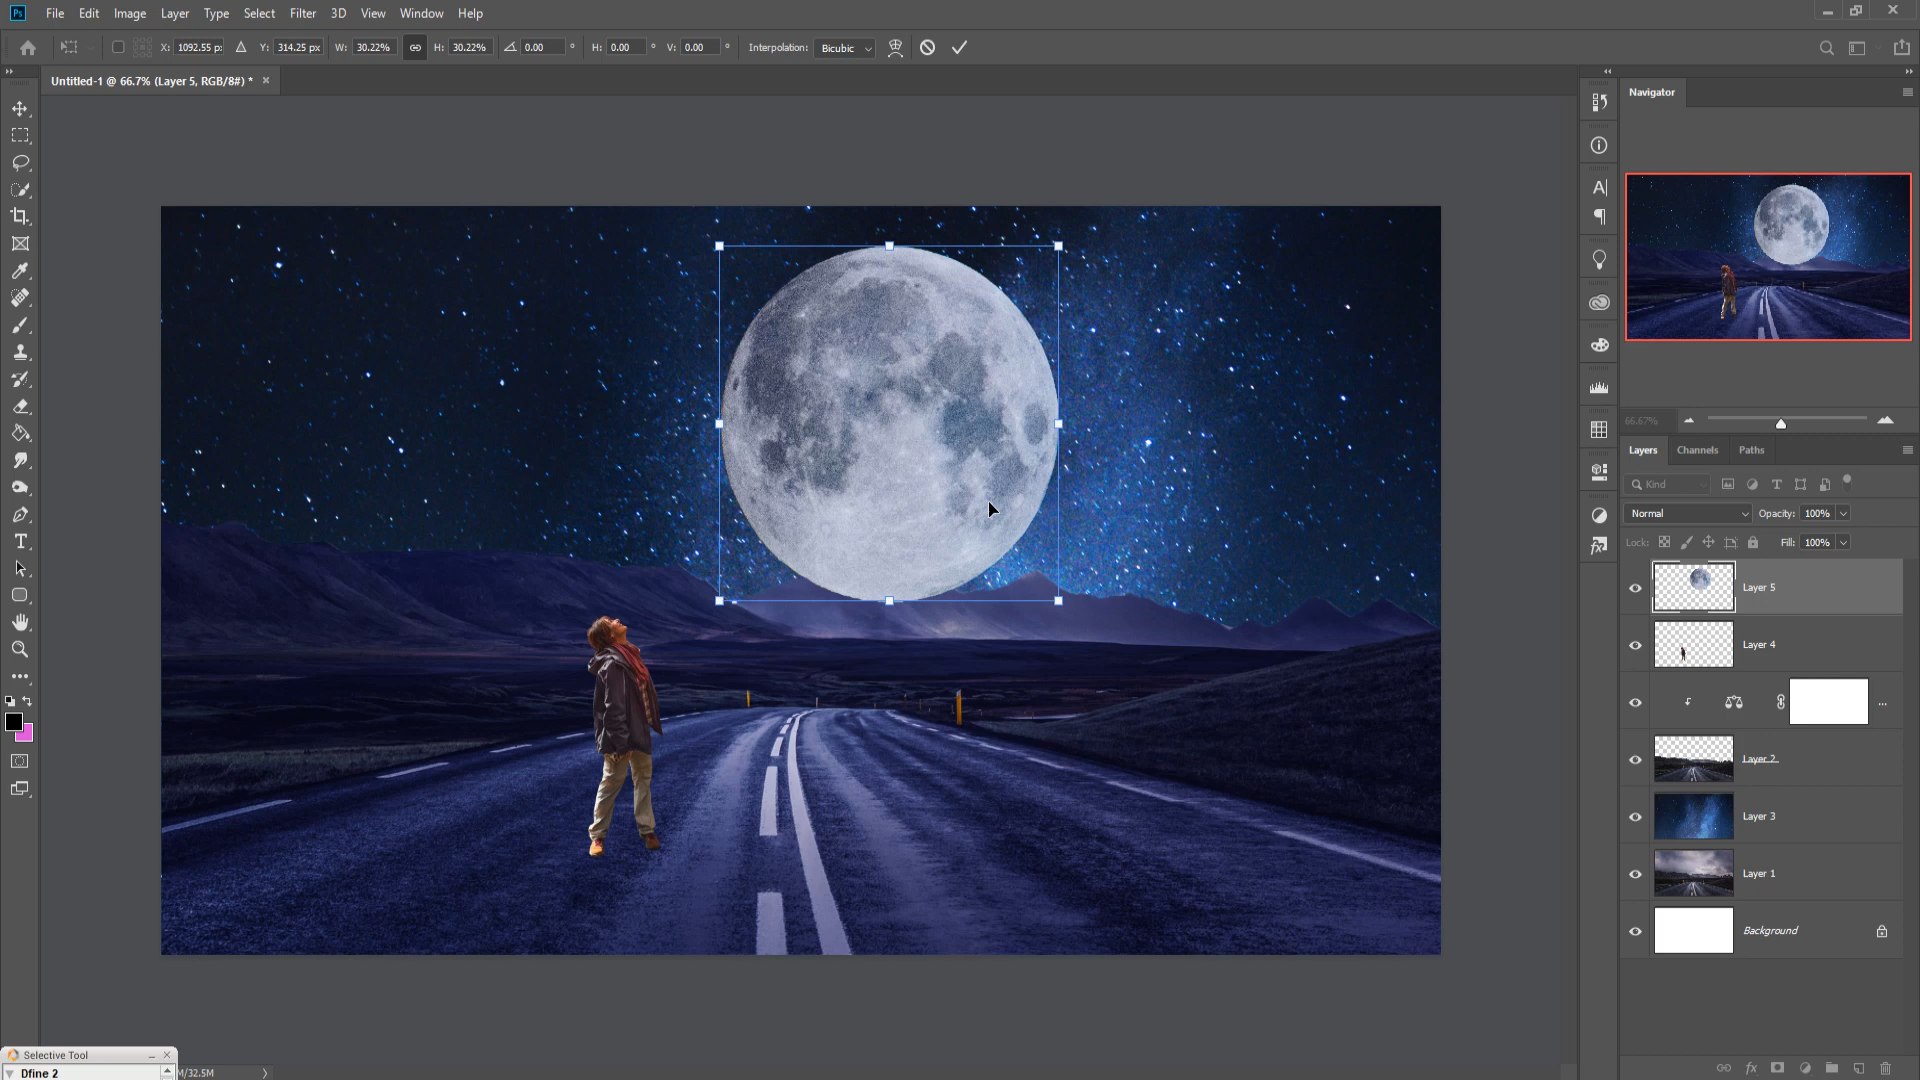 Ps File Edit Image Layer Type Select Filter 3D View Window Help
X: 1092.55 px Y: 314.25 px W: 30.22% H: 30.22% 0.00 ° H: 0.00 ° V: 0.00 ° Interpolation: Bicubic
Untitled-1 @ 66.7% (Layer 5, RGB/8#) * ×
Navigator
66.67%
Layers Channels Paths
Kind
Normal Opacity: 100%
Lock: Fill: 100%
Layer 5
Layer 4
Layer 2
Layer 3
Layer 1
Background
Selective Tool
Dfine 2
M/32.5M